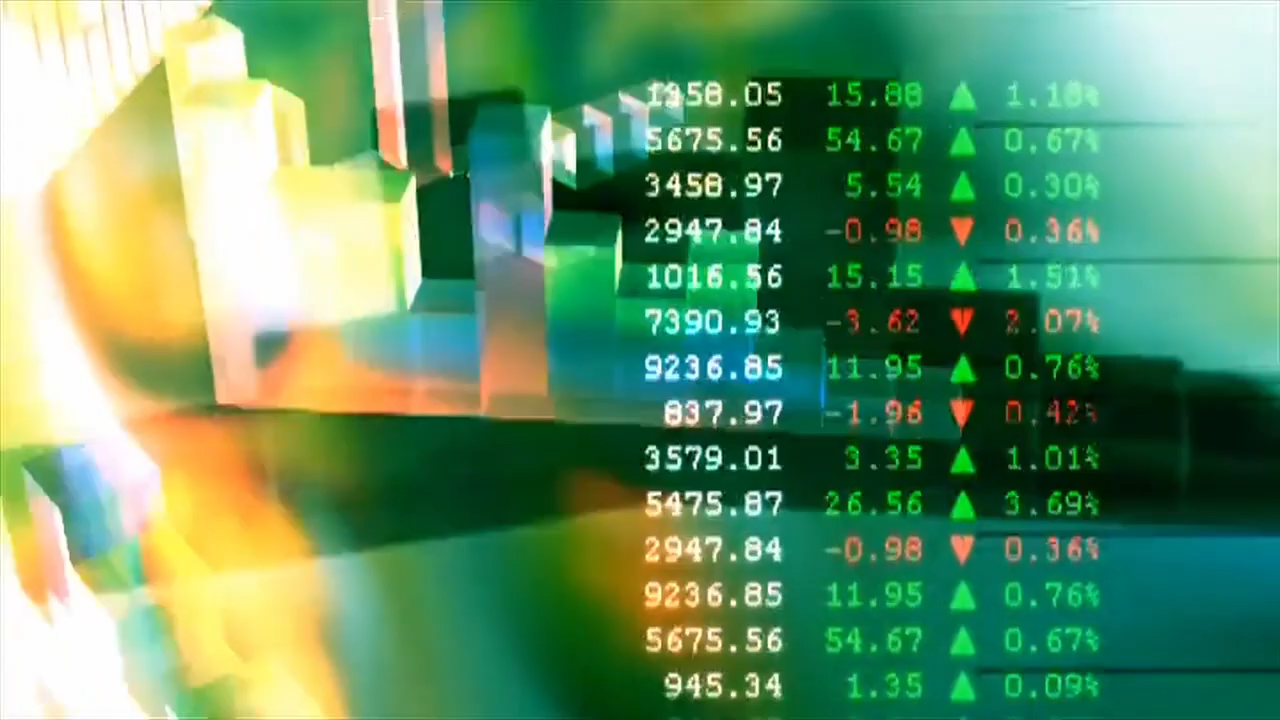 1358.05 15.88 ▲ 1.18%
5675.56 54.67 ▲ 0.67%
3458.97 5.54 ▲ 0.30%
2947.84 -0.98 ▼ 0.36%
1016.56 15.15 ▲ 1.51%
7390.93 -3.62 ▼ 2.07%
9236.85 11.95 ▲ 0.76%
837.97 -1.96 ▼ 0.42%
3579.01 3.35 ▲ 1.01%
5475.87 26.56 ▲ 3.69%
2947.84 -0.98 ▼ 0.36%
9236.85 11.95 ▲ 0.76%
5675.56 54.67 ▲ 0.67%
945.34 1.35 ▲ 0.09%